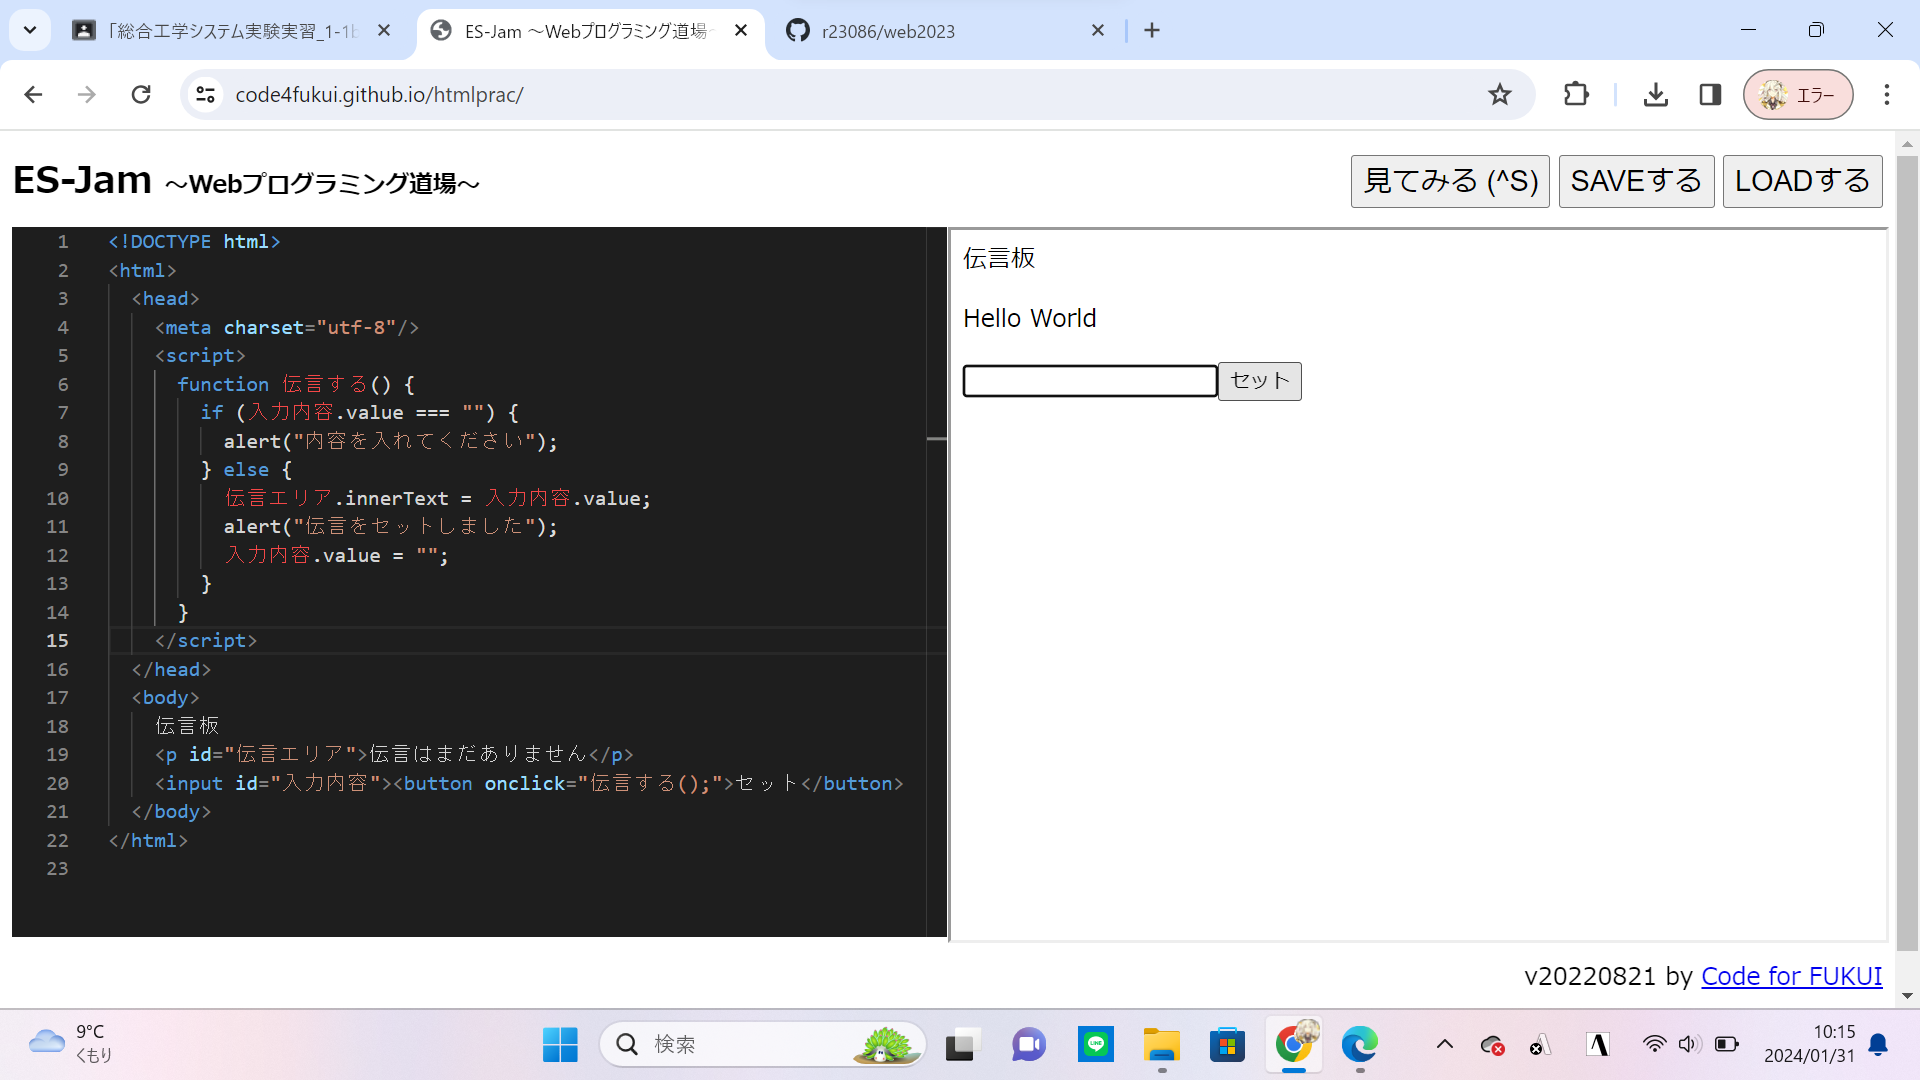 「総合工学システム実験実習_1-1b
ES-Jam ～Webプログラミング道場～
r23086/web2023
code4fukui.github.io/htmlprac/
エラー
ES-Jam ～Webプログラミング道場～
見てみる (^S)
SAVEする
LOADする
1 <!DOCTYPE html>
2 <html>
3 <head>
4 <meta charset="utf-8"/>
5 <script>
6 function 伝言する() {
7 if (入力内容.value === "") {
8 alert("内容を入れてください");
9 } else {
10 伝言エリア.innerText = 入力内容.value;
11 alert("伝言をセットしました");
12 入力内容.value = "";
13 }
14 }
15 </script>
16 </head>
17 <body>
18 伝言板
19 <p id="伝言エリア">伝言はまだありません</p>
20 <input id="入力内容"><button onclick="伝言する();">セット</button>
21 </body>
22 </html>
23
伝言板
Hello World
セット
v20220821 by Code for FUKUI
9°C
くもり
検索
LINE
A
10:15
2024/01/31